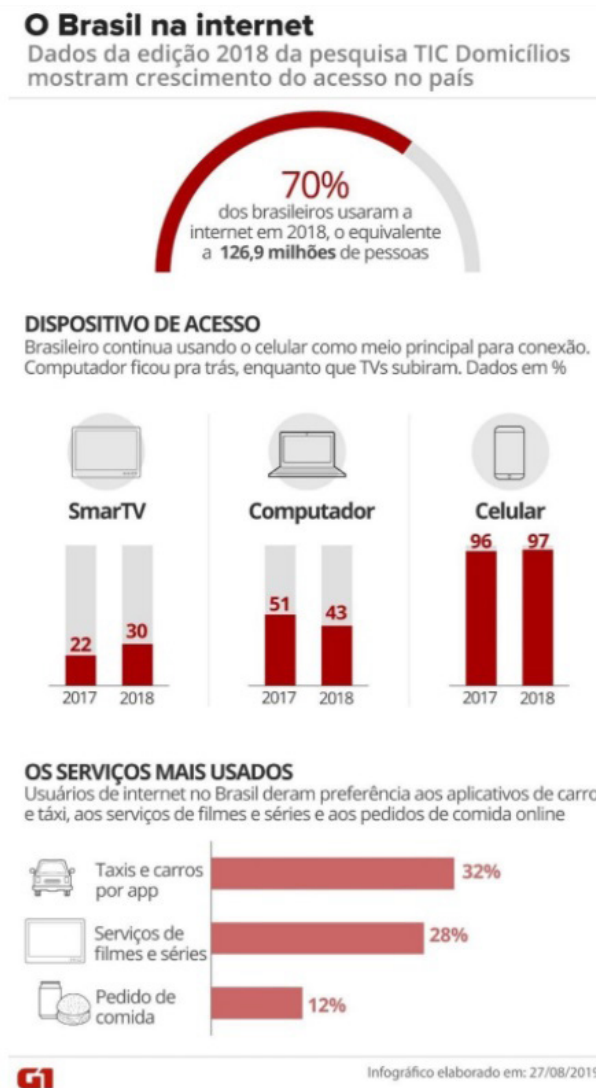 O Brasil na internet
Dados da edição 2018 da pesquisa TIC Domicílios
mostram crescimento do acesso no país
70%
dos brasileiros usaram a
internet em 2018, o equivalente
a 126,9 milhões de pessoas
DISPOSITIVO DE ACESSO
Brasileiro continua usando o celular como meio principal para conexão.
Computador ficou pra trás, enquanto que TVs subiram. Dados em %
SmarTV
Computador
Celular
22
30
2017
2018
51
43
2017
2018
96
97
2017
2018
OS SERVIÇOS MAIS USADOS
Usuários de internet no Brasil deram preferência aos aplicativos de carro
e táxi, aos serviços de filmes e séries e aos pedidos de comida online
Taxis e carros
por app
32%
Serviços de
filmes e séries
28%
Pedido de
comida
12%
G1
Infográfico elaborado em: 27/08/2019